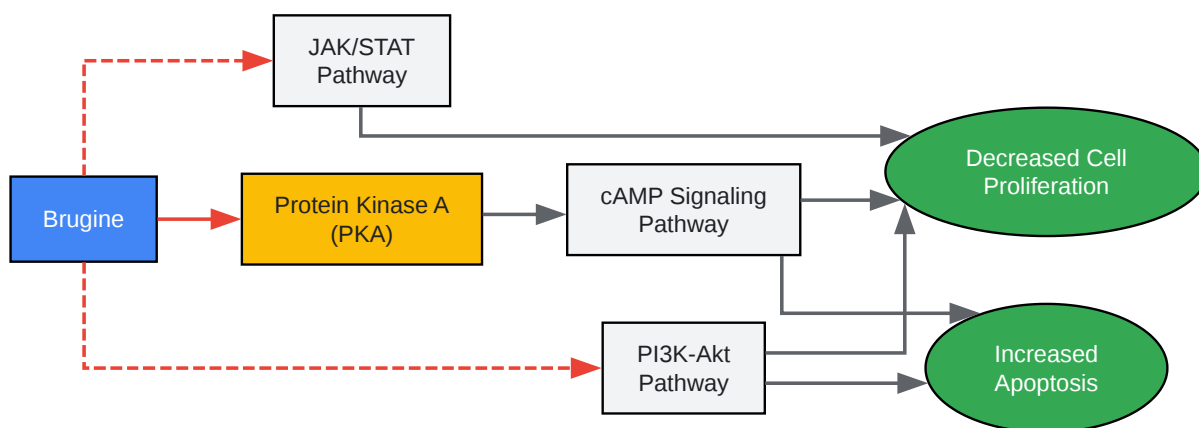 JAK/STAT
Pathway
Brugine
Protein Kinase A
(PKA)
cAMP Signaling
Pathway
Decreased Cell
Proliferation
PI3K-Akt
Pathway
Increased
Apoptosis